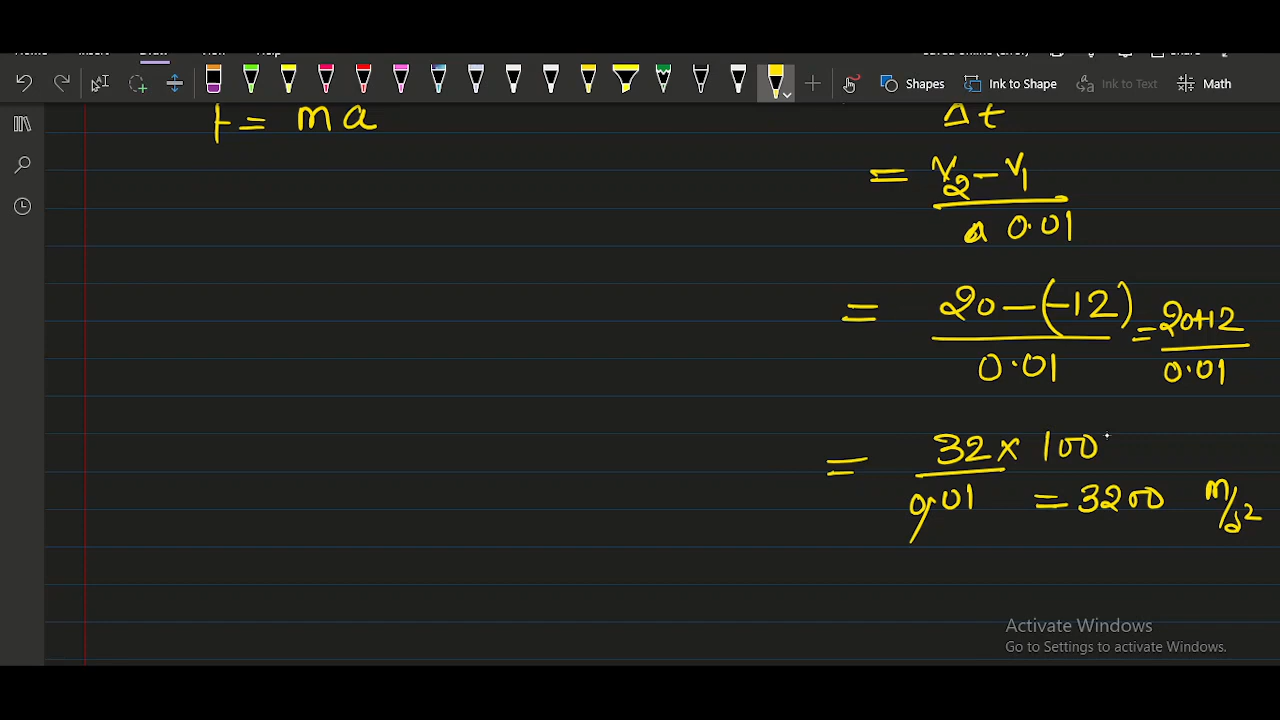 Shapes Ink to Shape Ink to Text Math
F = ma
Δt
= v2 - v1
0.01
= 20 - (-12) = 20+12
0.01 0.01
= 32 × 100
0.01 = 3200 m/s2
Activate Windows
Go to Settings to activate Windows.